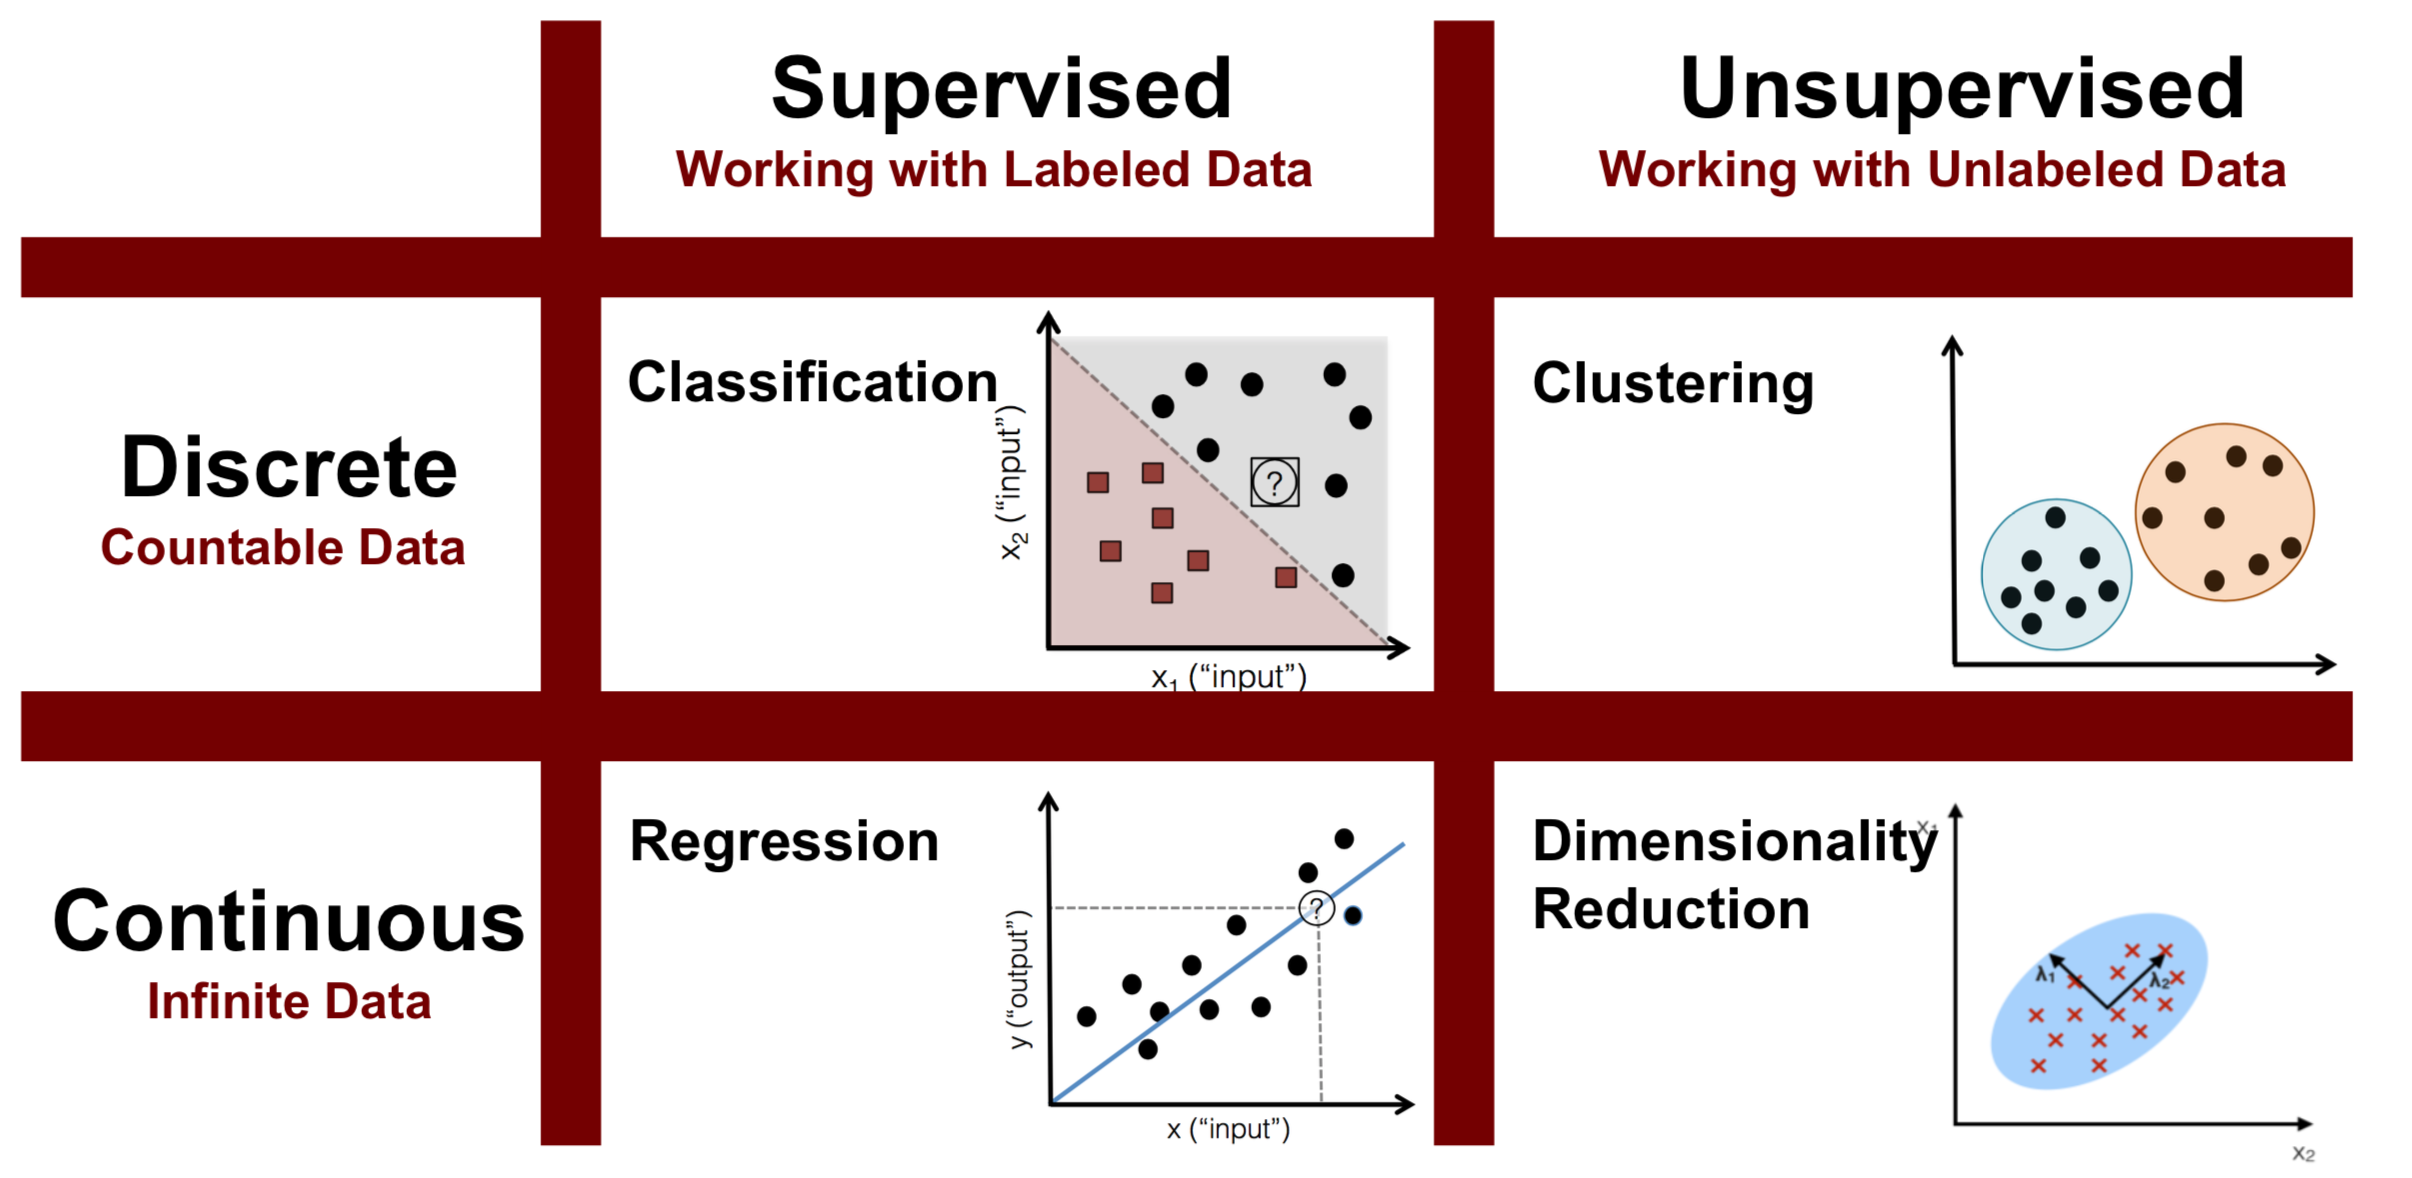 Supervised
Working with Labeled Data
Unsupervised
Working with Unlabeled Data
Discrete
Countable Data
Classification
x₂ (“input”)
?
x₁ (“input”)
Clustering
Continuous
Infinite Data
Regression
y (“output”)
?
x (“input”)
Dimensionality
Reduction
x₁
λ₁
λ₂
x₂